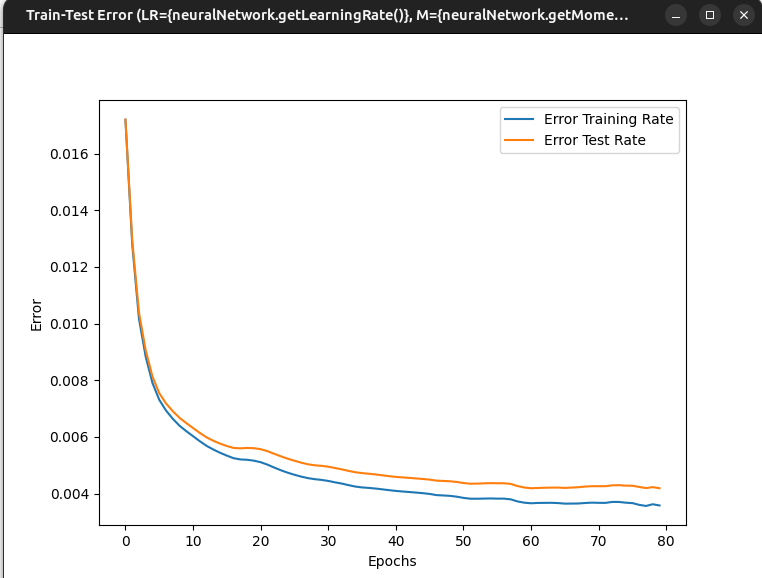 Train-Test Error (LR={neuralNetwork.getLearningRate()}, M={neuralNetwork.getMome...
Error Training Rate
Error Test Rate
0.016
0.014
0.012
0.010
0.008
0.006
0.004
Error
0 10 20 30 40 50 60 70 80
Epochs